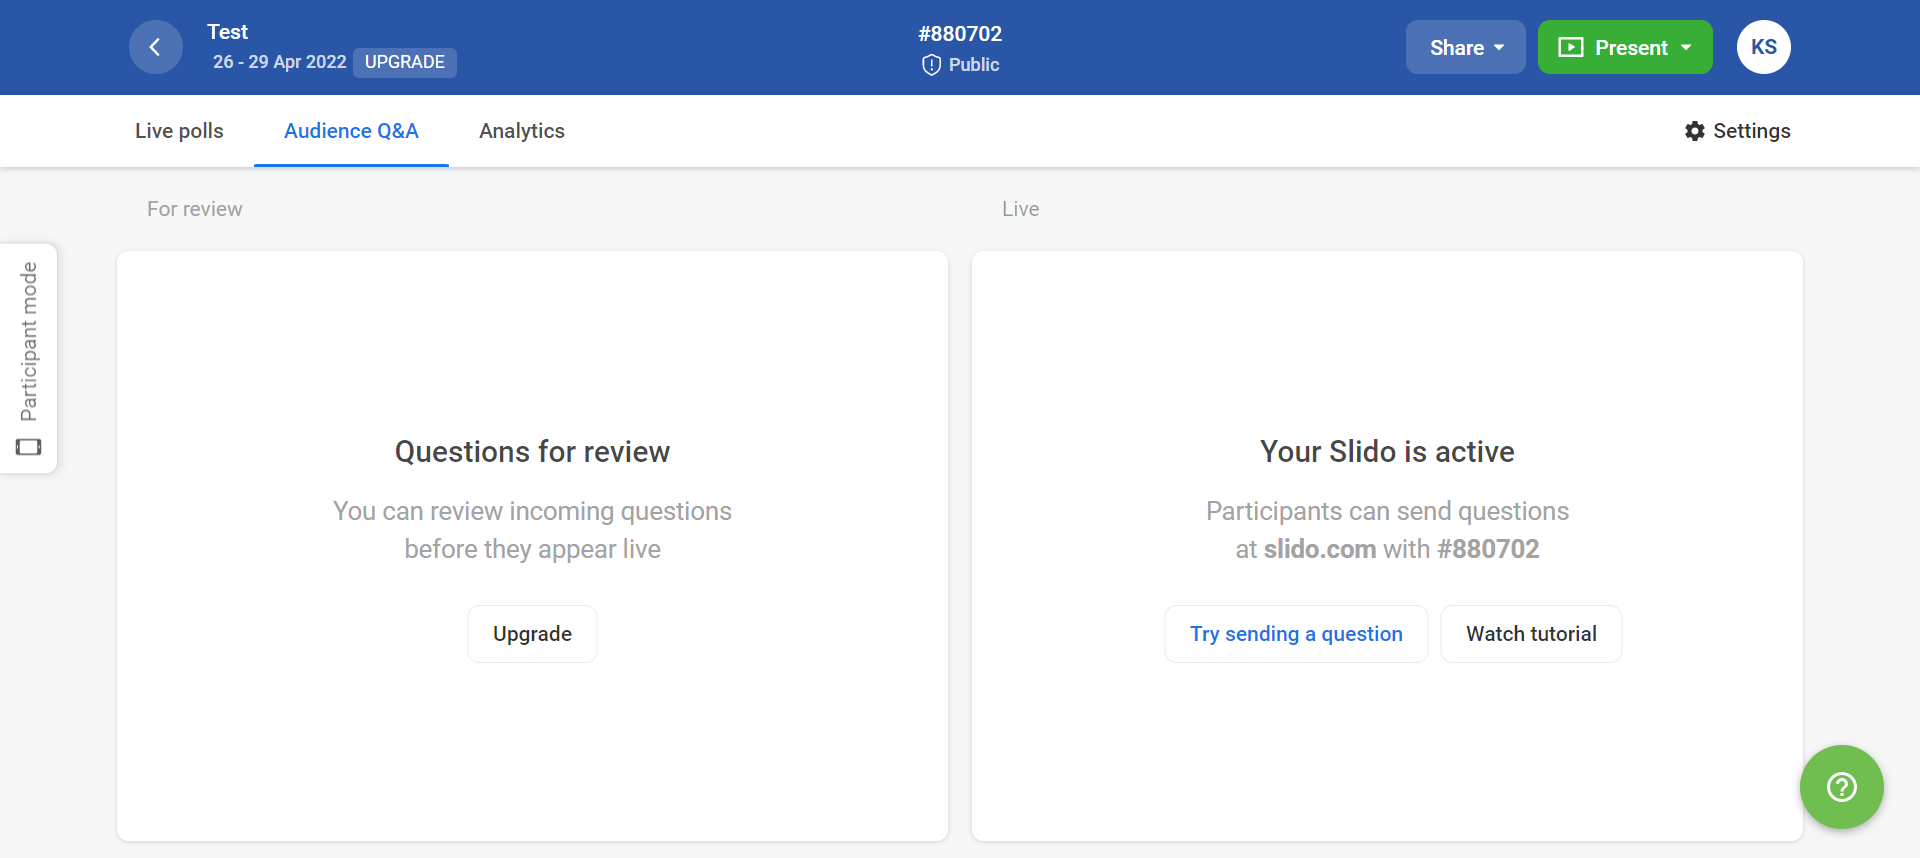 Test
26 - 29 Apr 2022 UPGRADE
#880702
Public
Share
Present
KS
Live polls
Audience Q&A
Analytics
Settings
For review
Live
Participant mode
Questions for review
You can review incoming questions
before they appear live
Upgrade
Your Slido is active
Participants can send questions
at slido.com with #880702
Try sending a question
Watch tutorial